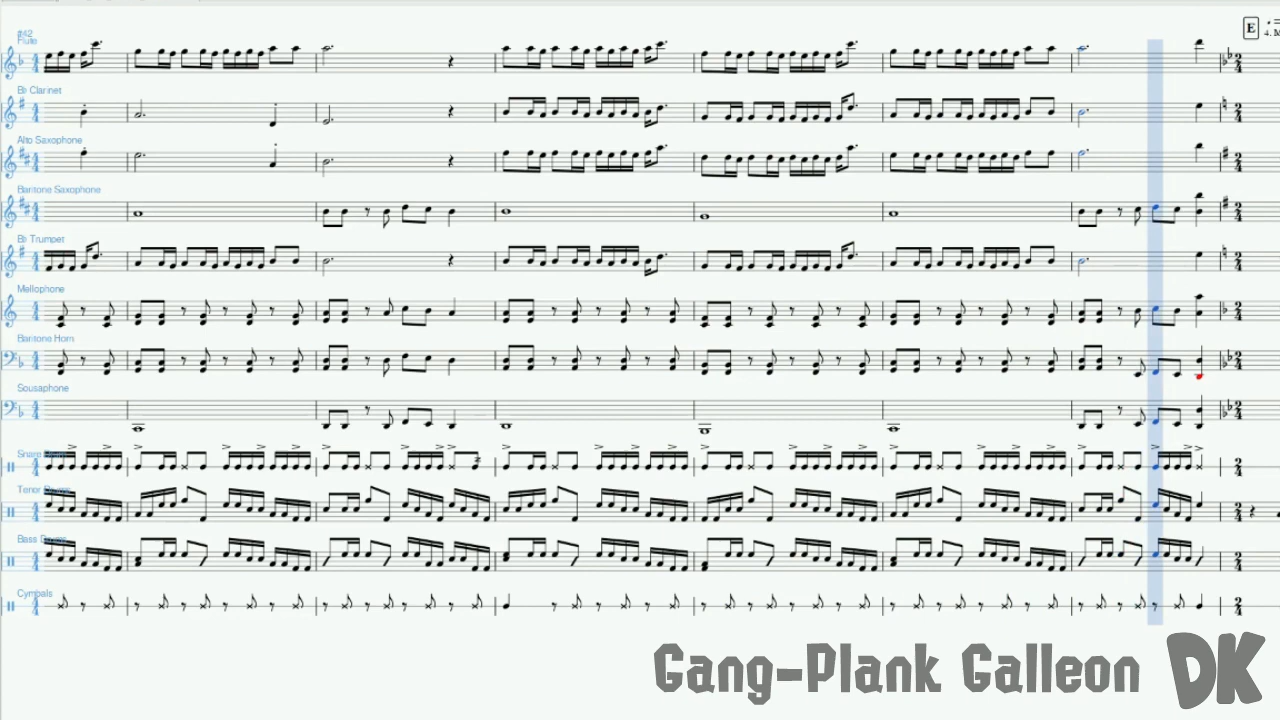 #42
Flute
E
4. M
B♭ Clarinet
Alto Saxophone
Baritone Saxophone
B♭ Trumpet
Mellophone
Baritone Horn
Sousaphone
Snare Drum
Tenor Drums
Bass Drums
Cymbals
Gang-Plank Galleon DK